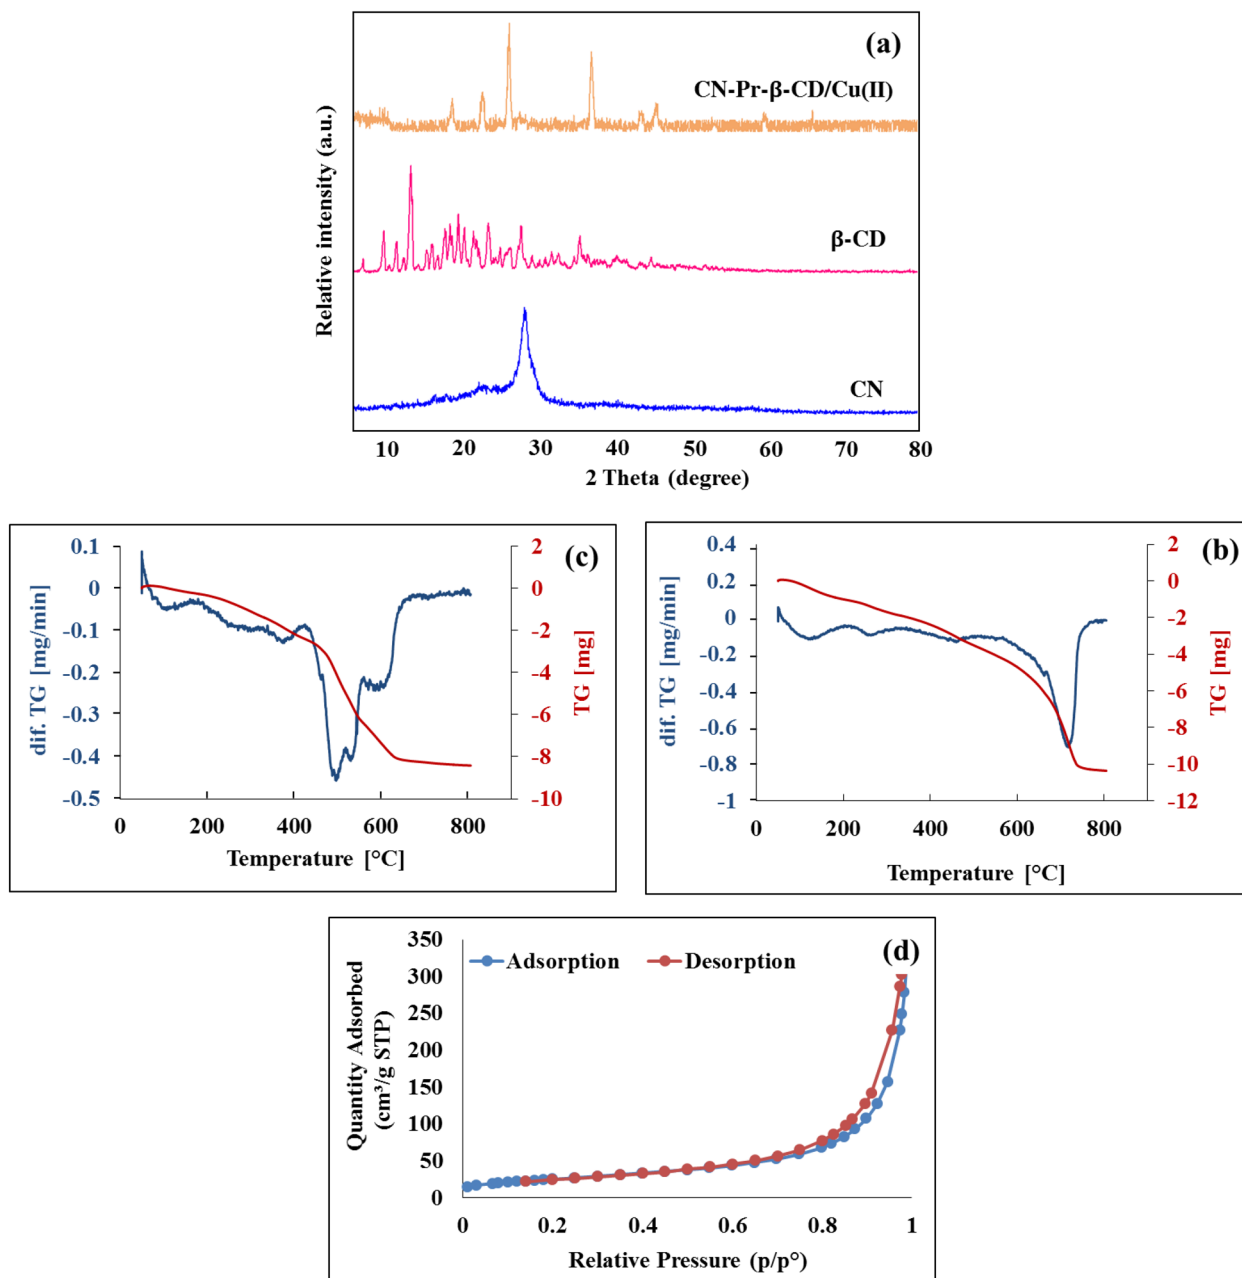 (a)
CN-Pr-β-CD/Cu(II)
β-CD
CN
Relative intensity (a.u.)
10 20 30 40 50 60 70 80
2 Theta (degree)
(c)
0.1
0
-0.1
-0.2
-0.3
-0.4
-0.5
dif. TG [mg/min]
2
0
-2
-4
-6
-8
-10
TG [mg]
0 200 400 600 800
Temperature [°C]
(b)
0.4
0.2
0
-0.2
-0.4
-0.6
-0.8
-1
dif. TG [mg/min]
2
0
-2
-4
-6
-8
-10
-12
TG [mg]
0 200 400 600 800
Temperature [°C]
(d)
Adsorption Desorption
350
300
250
200
150
100
50
0
Quantity Adsorbed
(cm³/g STP)
0 0.2 0.4 0.6 0.8 1
Relative Pressure (p/p°)